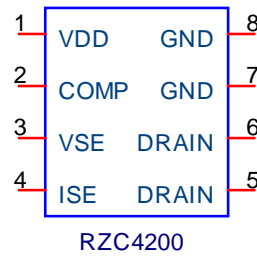 1 VDD GND 8
2 COMP GND 7
3 VSE DRAIN 6
4 ISE DRAIN 5
RZC4200